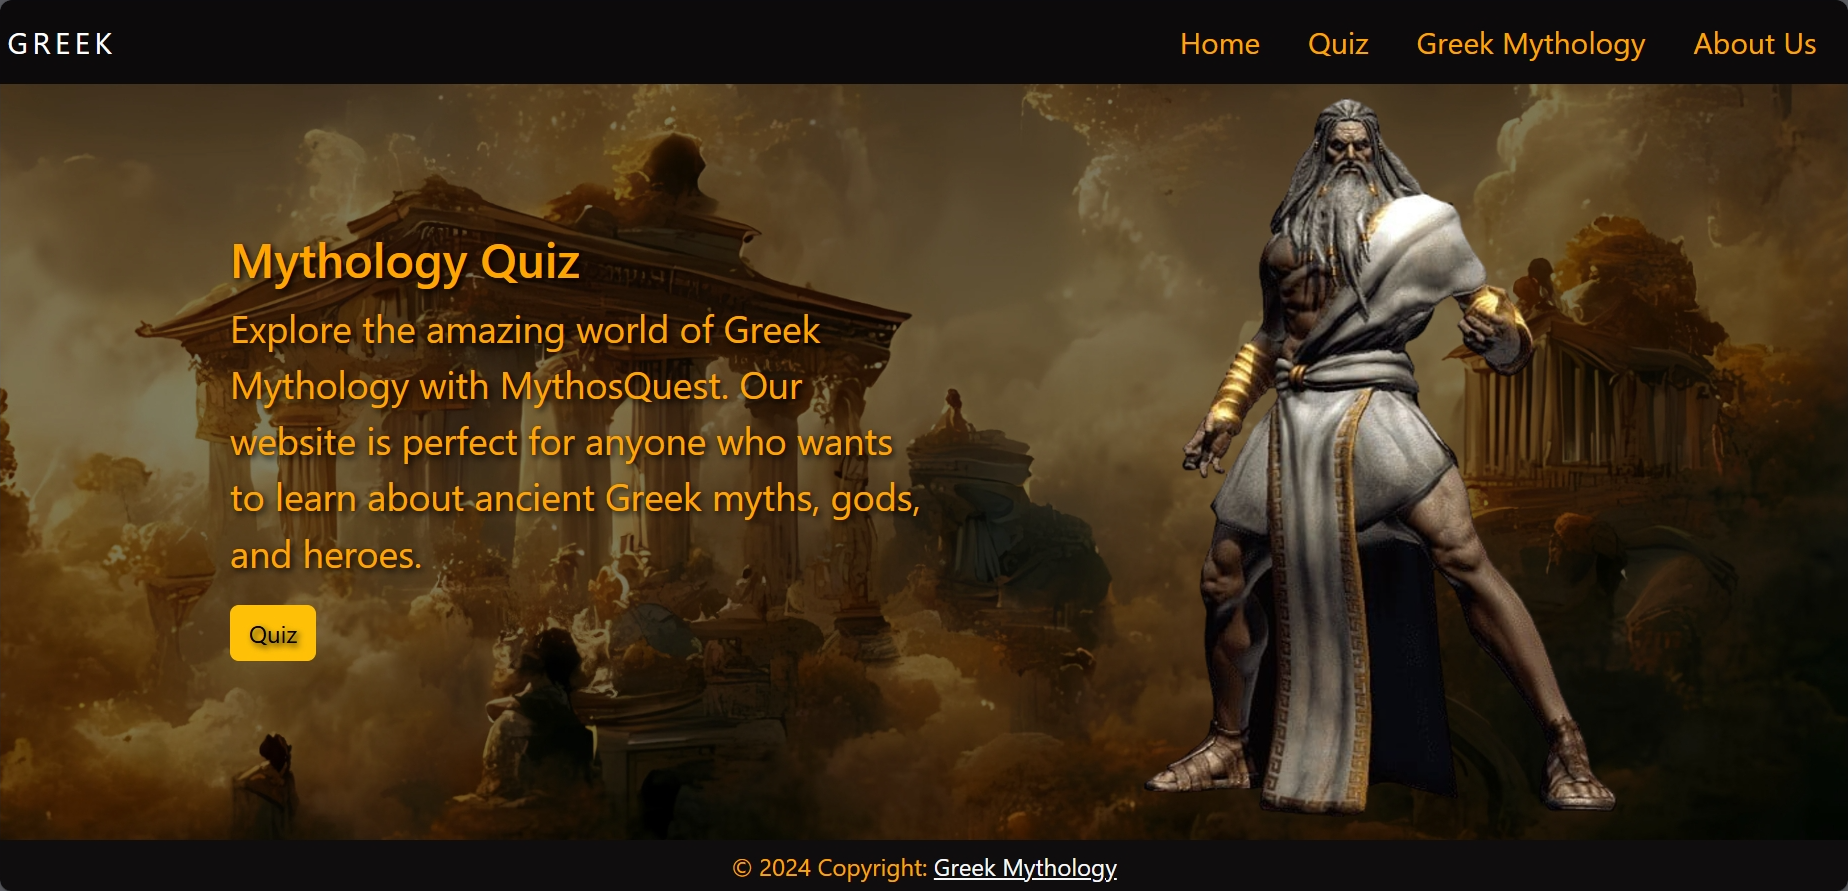 GREEK
Home
Quiz
Greek Mythology
About Us
Mythology Quiz
Explore the amazing world of Greek
Mythology with MythosQuest. Our
website is perfect for anyone who wants
to learn about ancient Greek myths, gods,
and heroes.
Quiz
© 2024 Copyright: Greek Mythology